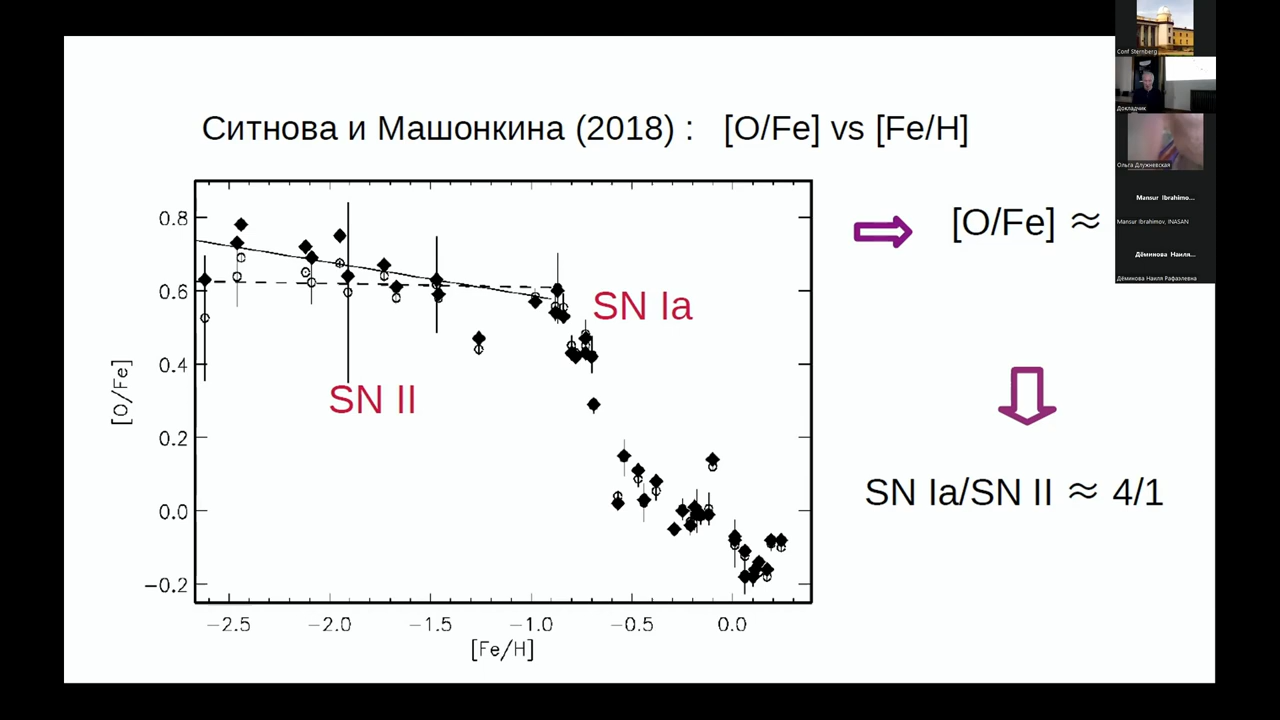 Ситнова и Машонкина (2018) : [O/Fe] vs [Fe/H]
[O/Fe] ≈
SN Ia/SN II ≈ 4/1
SN Ia
SN II
[O/Fe]
0.8
0.6
0.4
0.2
0.0
−0.2
−2.5 −2.0 −1.5 −1.0 −0.5 0.0
[Fe/H]
Conf Sternberg
Докладчик
Ольга Длужневская
Mansur Ibrahimo...
Mansur Ibrahimov, INASAN
Дёминова Наиля...
Дёминова Наиля Рафаэлевна